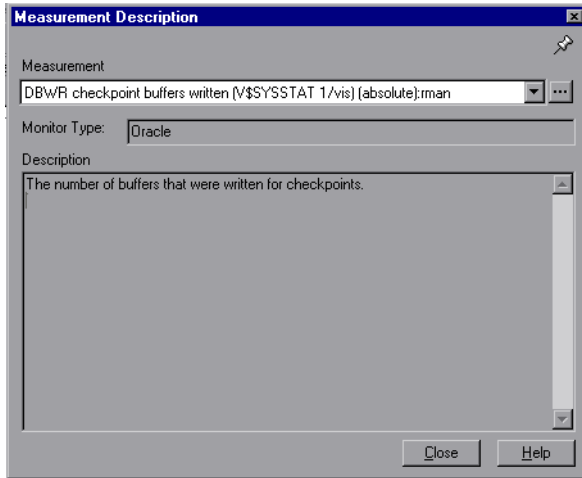 Measurement Description
Measurement
DBWR checkpoint buffers written (V$SYSSTAT 1/vis) (absolute):rman
...
Monitor Type:
Oracle
Description
The number of buffers that were written for checkpoints.
Close
Help